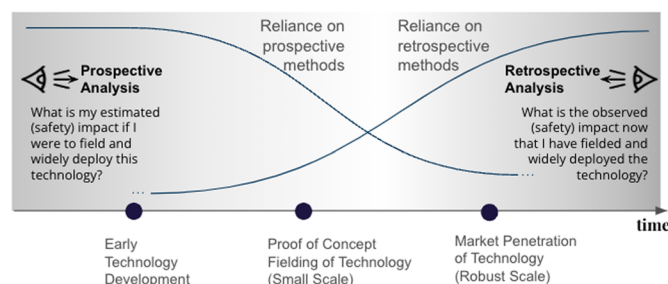 Reliance on
prospective
methods
Reliance on
retrospective
methods
Prospective
Analysis
What is my estimated
(safety) impact if I
were to field and
widely deploy this
technology?
Retrospective
Analysis
What is the observed
(safety) impact now
that I have fielded and
widely deployed the
technology?
...
...
time
Early
Technology
Development
Proof of Concept
Fielding of Technology
(Small Scale)
Market Penetration
of Technology
(Robust Scale)